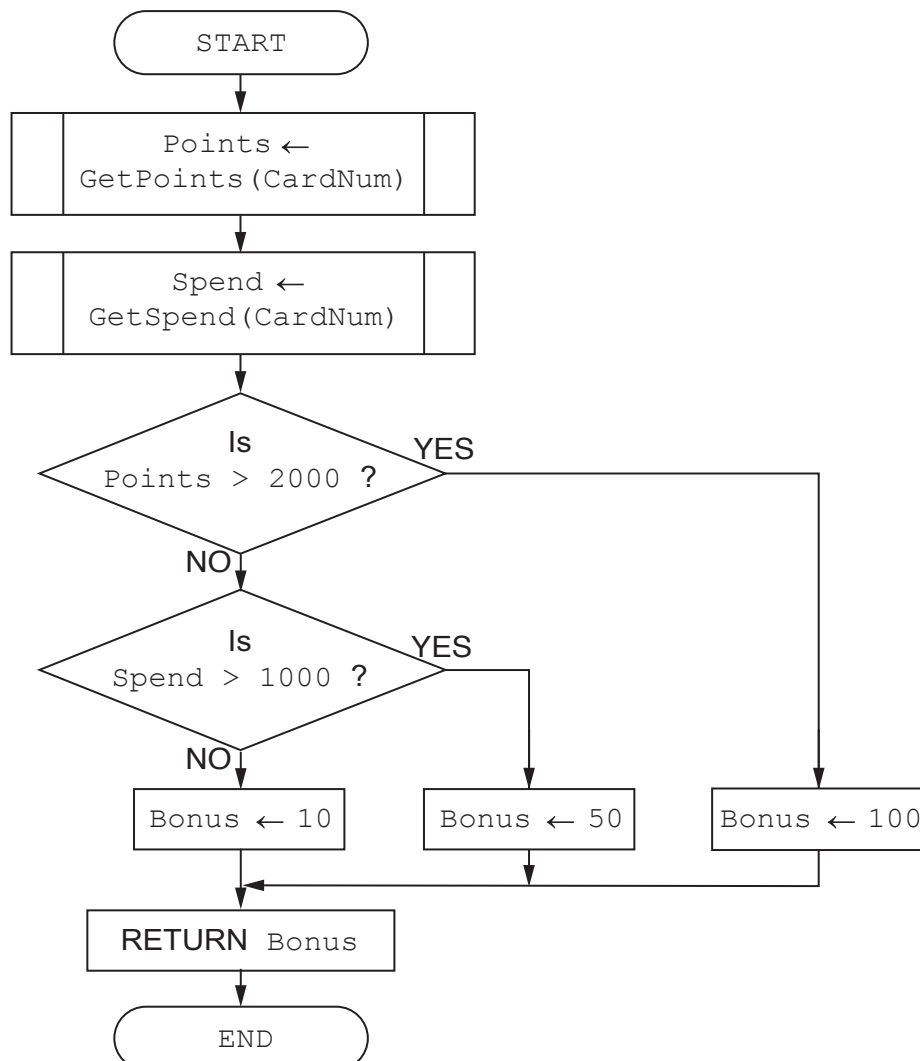 START
Points ←
GetPoints(CardNum)
Spend ←
GetSpend(CardNum)
Is
Points > 2000 ?
YES
NO
Is
Spend > 1000 ?
YES
NO
Bonus ← 10
Bonus ← 50
Bonus ← 100
RETURN Bonus
END